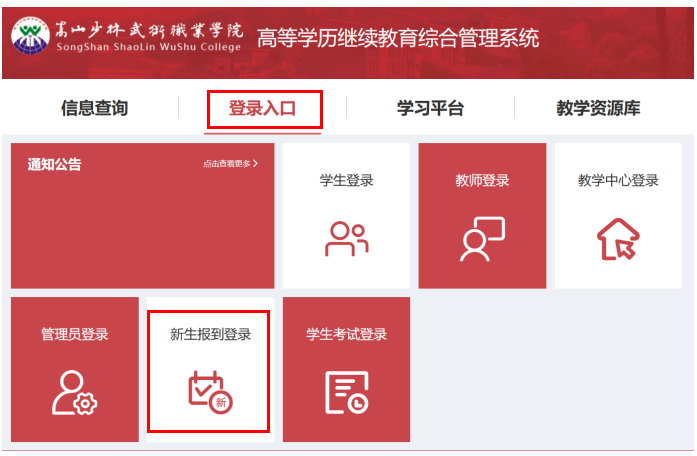 嵩山少林武術職業学院
SongShan ShaoLin WuShu College
高等学历继续教育综合管理系统
信息查询
登录入口
学习平台
教学资源库
通知公告
点击查看更多
学生登录
教师登录
教学中心登录
管理员登录
新生报到登录
新
学生考试登录